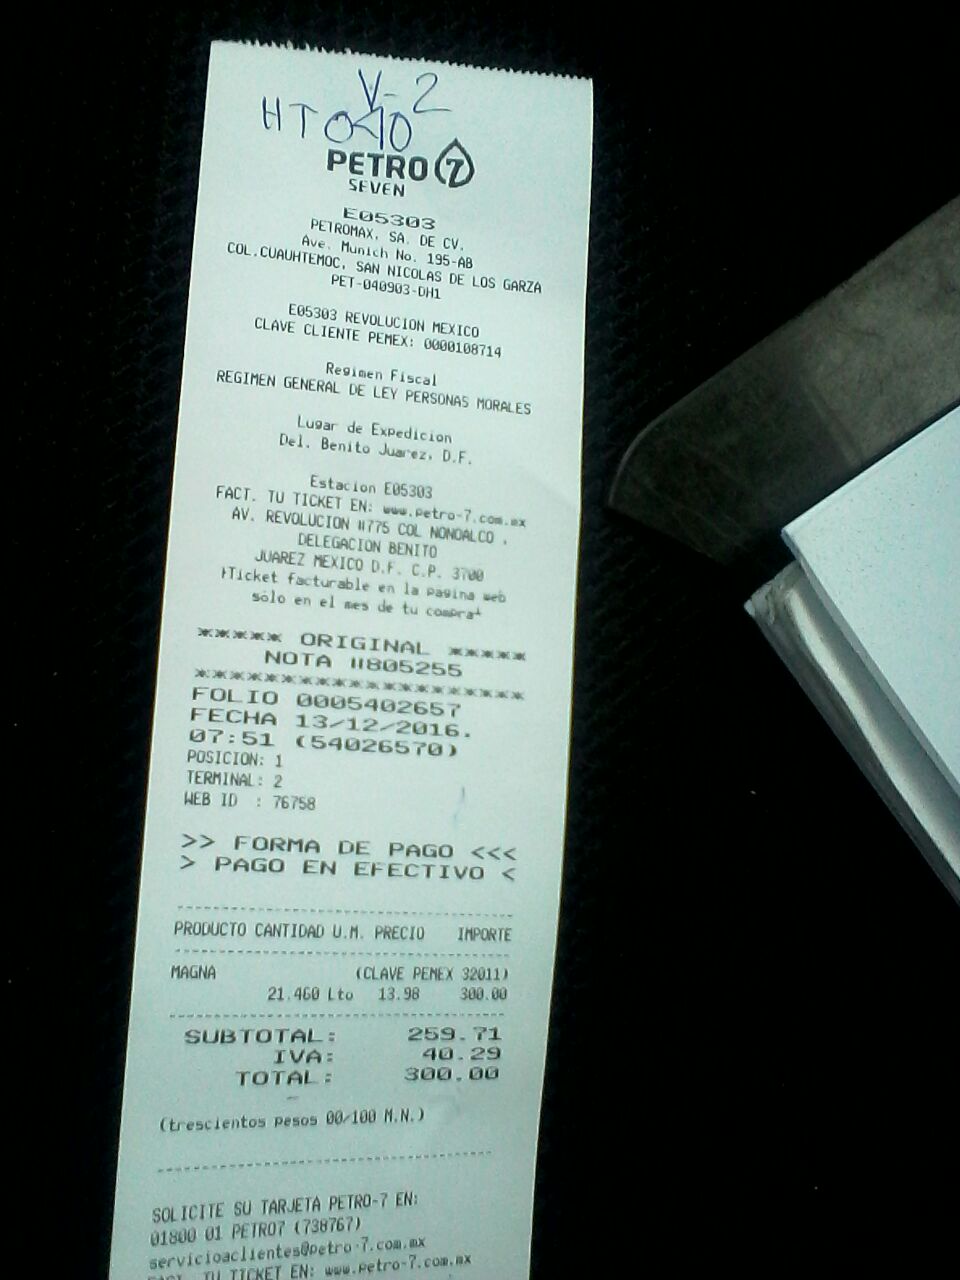 V-2
HT
PETRO 7
SEVEN
E05303
PETROMAX, SA. DE CV.
Ave. Munich No. 195-AB
COL.CUAUHTEMOC, SAN NICOLAS DE LOS GARZA
PET-040903-DH1
E05303 REVOLUCION MEXICO
CLAVE CLIENTE PEMEX: 0000108714
Regimen Fiscal
REGIMEN GENERAL DE LEY PERSONAS MORALES
Lugar de Expedicion
Del. Benito Juarez, D.F.
Estacion E05303
FACT. TU TICKET EN: www.petro-7.com.mx
AV. REVOLUCION #775 COL NONOALCO ,
DELEGACION BENITO
JUAREZ MEXICO D.F. C.P. 3700
*Ticket facturable en la pagina web
solo en el mes de tu compra*
***** ORIGINAL *****
NOTA #805255
*********************
FOLIO 0005402657
FECHA 13/12/2016.
07:51 (54026570)
POSICION: 1
TERMINAL: 2
WEB ID : 76758
>> FORMA DE PAGO <<<
> PAGO EN EFECTIVO <
PRODUCTO CANTIDAD U.M. PRECIO IMPORTE
MAGNA (CLAVE PEMEX 32011)
21.460 Lto 13.98 300.00
SUBTOTAL: 259.71
IVA: 40.29
TOTAL: 300.00
(trescientos pesos 00/100 M.N.)
SOLICITE SU TARJETA PETRO-7 EN:
01800 01 PETRO7 (738767)
servicioaclientes@petro-7.com.mx
FACT. TU TICKET EN: www.petro-7.com.mx